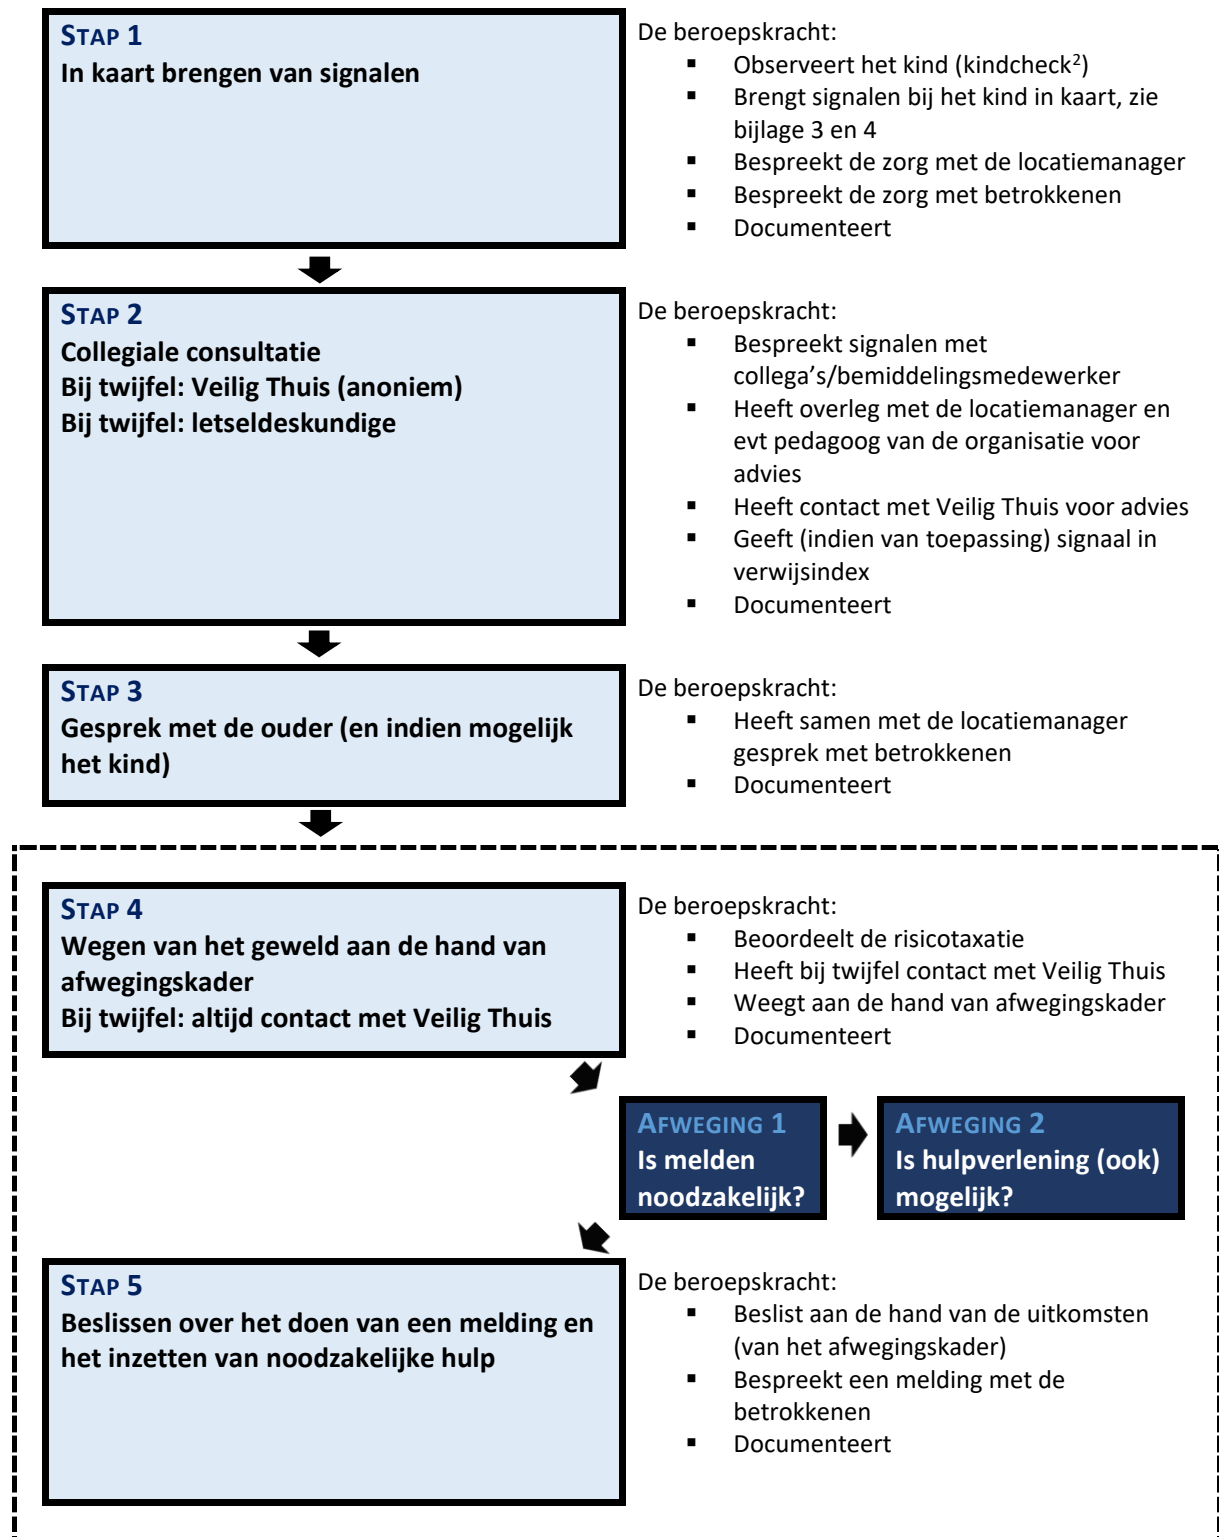 STAP 1
In kaart brengen van signalen
De beroepskracht:
▪ Observeert het kind (kindcheck²)
▪ Brengt signalen bij het kind in kaart, zie
bijlage 3 en 4
▪ Bespreekt de zorg met de locatiemanager
▪ Bespreekt de zorg met betrokkenen
▪ Documenteert
STAP 2
Collegiale consultatie
Bij twijfel: Veilig Thuis (anoniem)
Bij twijfel: letseldeskundige
De beroepskracht:
▪ Bespreekt signalen met
collega’s/bemiddelingsmedewerker
▪ Heeft overleg met de locatiemanager en
evt pedagoog van de organisatie voor
advies
▪ Heeft contact met Veilig Thuis voor advies
▪ Geeft (indien van toepassing) signaal in
verwijsindex
▪ Documenteert
STAP 3
Gesprek met de ouder (en indien mogelijk
het kind)
De beroepskracht:
▪ Heeft samen met de locatiemanager
gesprek met betrokkenen
▪ Documenteert
STAP 4
Wegen van het geweld aan de hand van
afwegingskader
Bij twijfel: altijd contact met Veilig Thuis
De beroepskracht:
▪ Beoordeelt de risicotaxatie
▪ Heeft bij twijfel contact met Veilig Thuis
▪ Weegt aan de hand van afwegingskader
▪ Documenteert
AFWEGING 1
Is melden
noodzakelijk?
AFWEGING 2
Is hulpverlening (ook)
mogelijk?
STAP 5
Beslissen over het doen van een melding en
het inzetten van noodzakelijke hulp
De beroepskracht:
▪ Beslist aan de hand van de uitkomsten
(van het afwegingskader)
▪ Bespreekt een melding met de
betrokkenen
▪ Documenteert